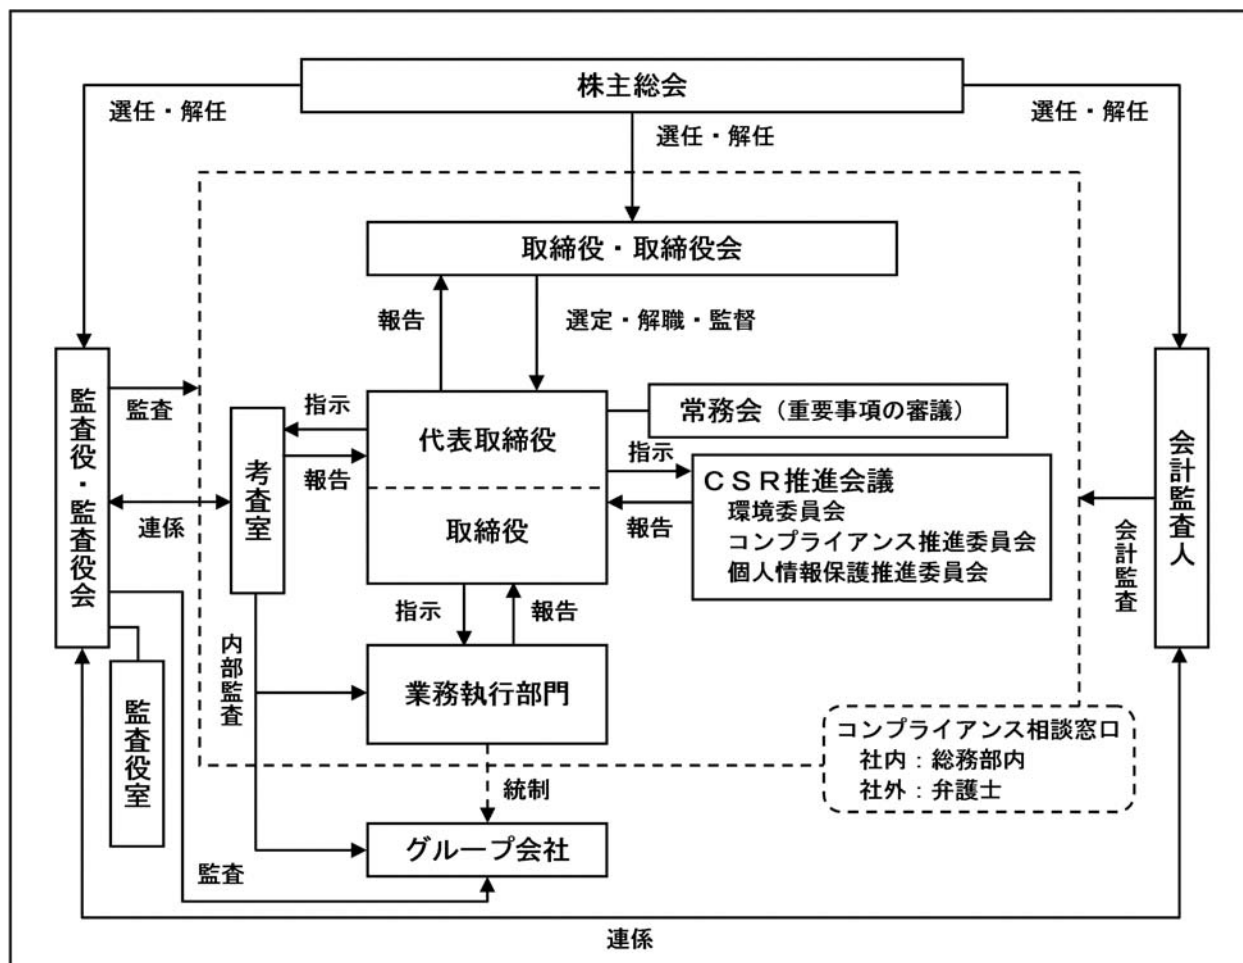 株主総会
選任・解任
選任・解任
選任・解任
取締役・取締役会
報告
選定・解職・監督
監査役・監査役会
監査
指示
代表取締役
常務会（重要事項の審議）
会計監査人
考査室
報告
指示
ＣＳＲ推進会議
環境委員会
コンプライアンス推進委員会
個人情報保護推進委員会
連係
取締役
報告
会計監査
指示
報告
内部監査
業務執行部門
監査役室
コンプライアンス相談窓口
社内：総務部内
社外：弁護士
統制
グループ会社
監査
連係